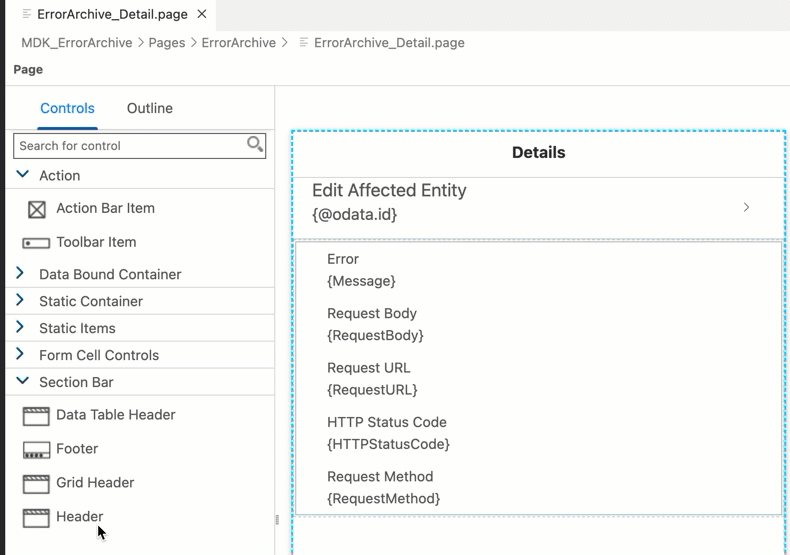 ErrorArchive_Detail.page
MDK_ErrorArchive > Pages > ErrorArchive > ErrorArchive_Detail.page
Page
Controls Outline
Search for control
Action
Action Bar Item
Toolbar Item
Data Bound Container
Static Container
Static Items
Form Cell Controls
Section Bar
Data Table Header
Footer
Grid Header
Header
Details
Edit Affected Entity
{@odata.id}
Error
{Message}
Request Body
{RequestBody}
Request URL
{RequestURL}
HTTP Status Code
{HTTPStatusCode}
Request Method
{RequestMethod}